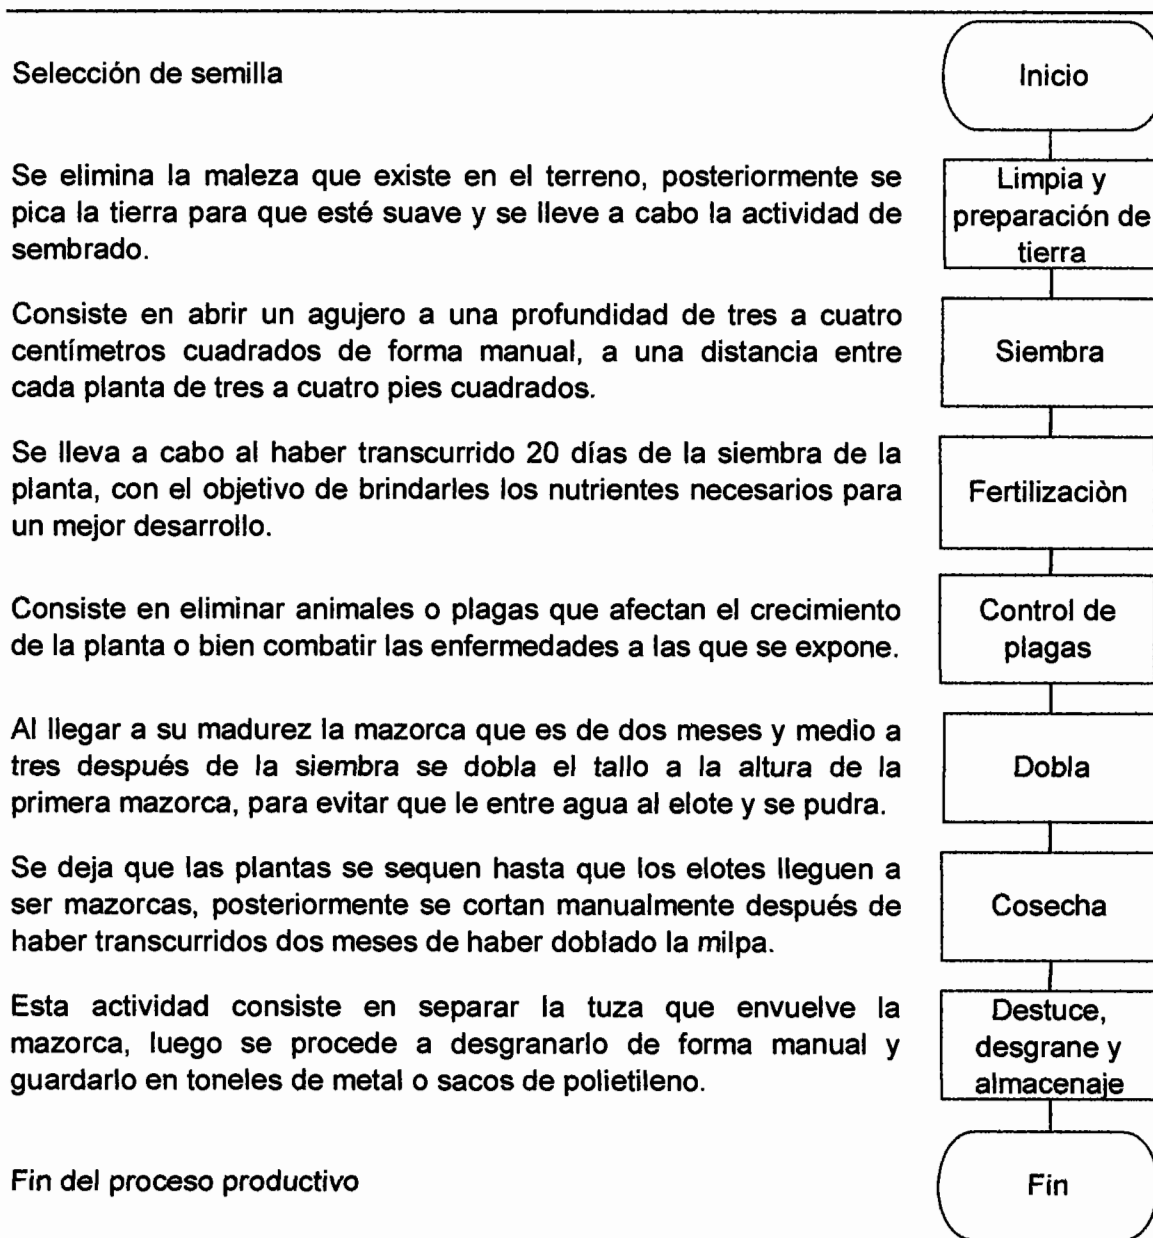 Selección de semilla
Inicio
Se elimina la maleza que existe en el terreno, posteriormente se
pica la tierra para que esté suave y se lleve a cabo la actividad de
sembrado.
Limpia y
preparación de
tierra
Consiste en abrir un agujero a una profundidad de tres a cuatro
centímetros cuadrados de forma manual, a una distancia entre
cada planta de tres a cuatro pies cuadrados.
Siembra
Se lleva a cabo al haber transcurrido 20 días de la siembra de la
planta, con el objetivo de brindarles los nutrientes necesarios para
un mejor desarrollo.
Fertilizaciòn
Consiste en eliminar animales o plagas que afectan el crecimiento
de la planta o bien combatir las enfermedades a las que se expone.
Control de
plagas
Al llegar a su madurez la mazorca que es de dos meses y medio a
tres después de la siembra se dobla el tallo a la altura de la
primera mazorca, para evitar que le entre agua al elote y se pudra.
Dobla
Se deja que las plantas se sequen hasta que los elotes lleguen a
ser mazorcas, posteriormente se cortan manualmente después de
haber transcurridos dos meses de haber doblado la milpa.
Cosecha
Esta actividad consiste en separar la tuza que envuelve la
mazorca, luego se procede a desgranarlo de forma manual y
guardarlo en toneles de metal o sacos de polietileno.
Destuce,
desgrane y
almacenaje
Fin del proceso productivo
Fin